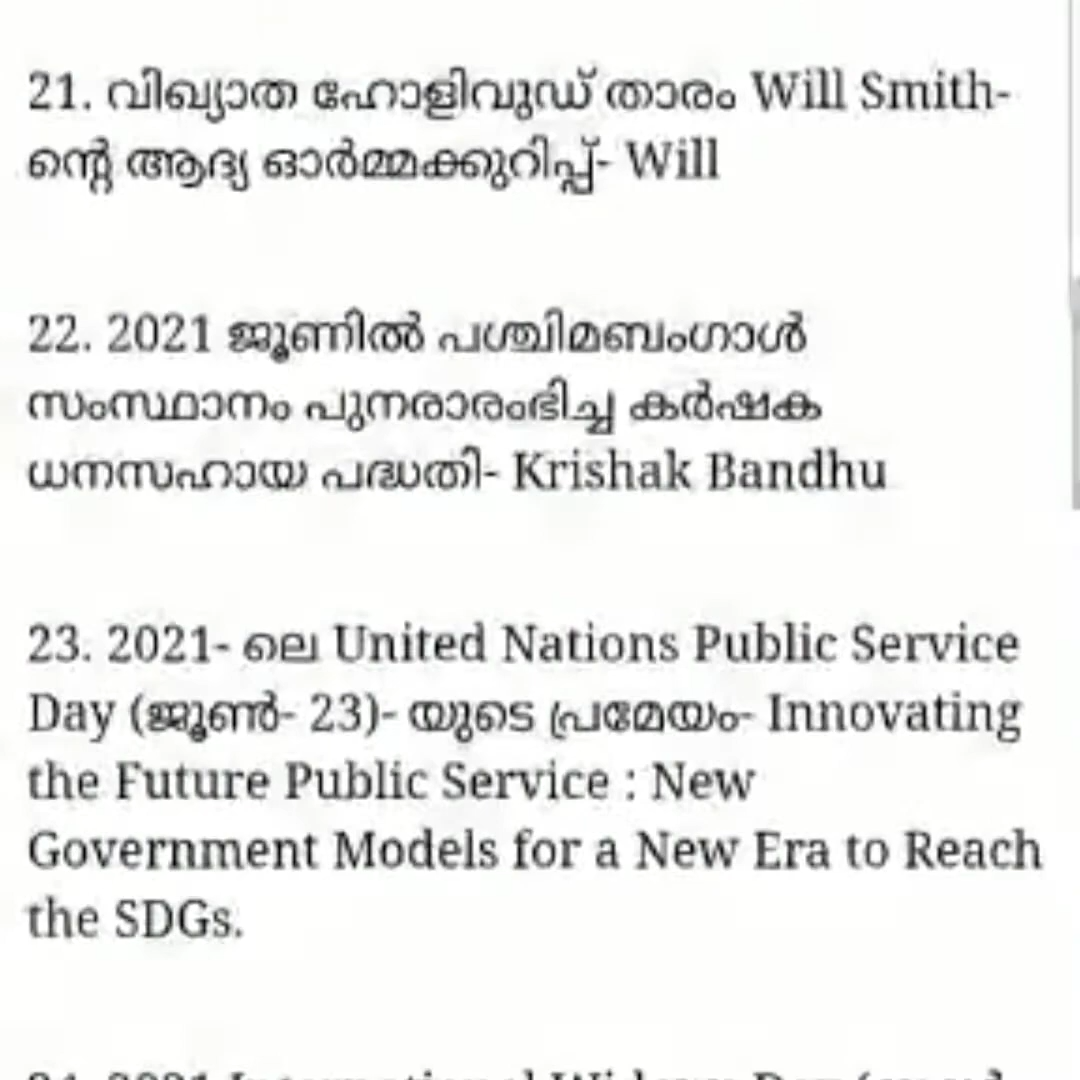 21. വിഖ്യാത ഹോളിവുഡ് താരം Will Smith-
ന്റെ ആദ്യ ഓർമ്മക്കുറിപ്പ്- Will
22. 2021 ജൂണിൽ പശ്ചിമബംഗാൾ
സംസ്ഥാനം പുനരാരംഭിച്ച കർഷക
ധനസഹായ പദ്ധതി- Krishak Bandhu
23. 2021- ലെ United Nations Public Service
Day (ജൂൺ- 23)- യുടെ പ്രമേയം- Innovating
the Future Public Service : New
Government Models for a New Era to Reach
the SDGs.